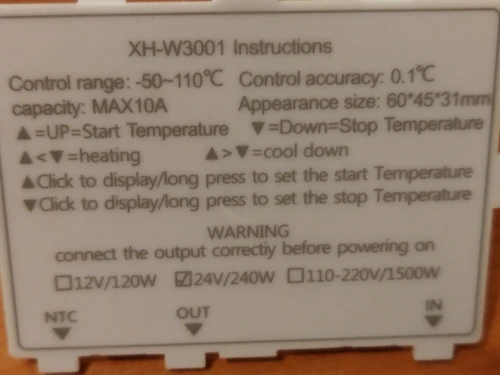 XH-W3001 Instructions
Control range: -50~110℃ Control accuracy: 0.1℃
capacity: MAX10A Appearance size: 60*45*31mm
▲=UP=Start Temperature ▼=Down=Stop Temperature
▲<▼=heating ▲>▼=cool down
▲Click to display/long press to set the start Temperature
▼Click to display/long press to set the stop Temperature
WARNING
connect the output correctiy before powering on
☐12V/120W ☑24V/240W ☐110-220V/1500W
NTC OUT IN
▼ ▼ ▼